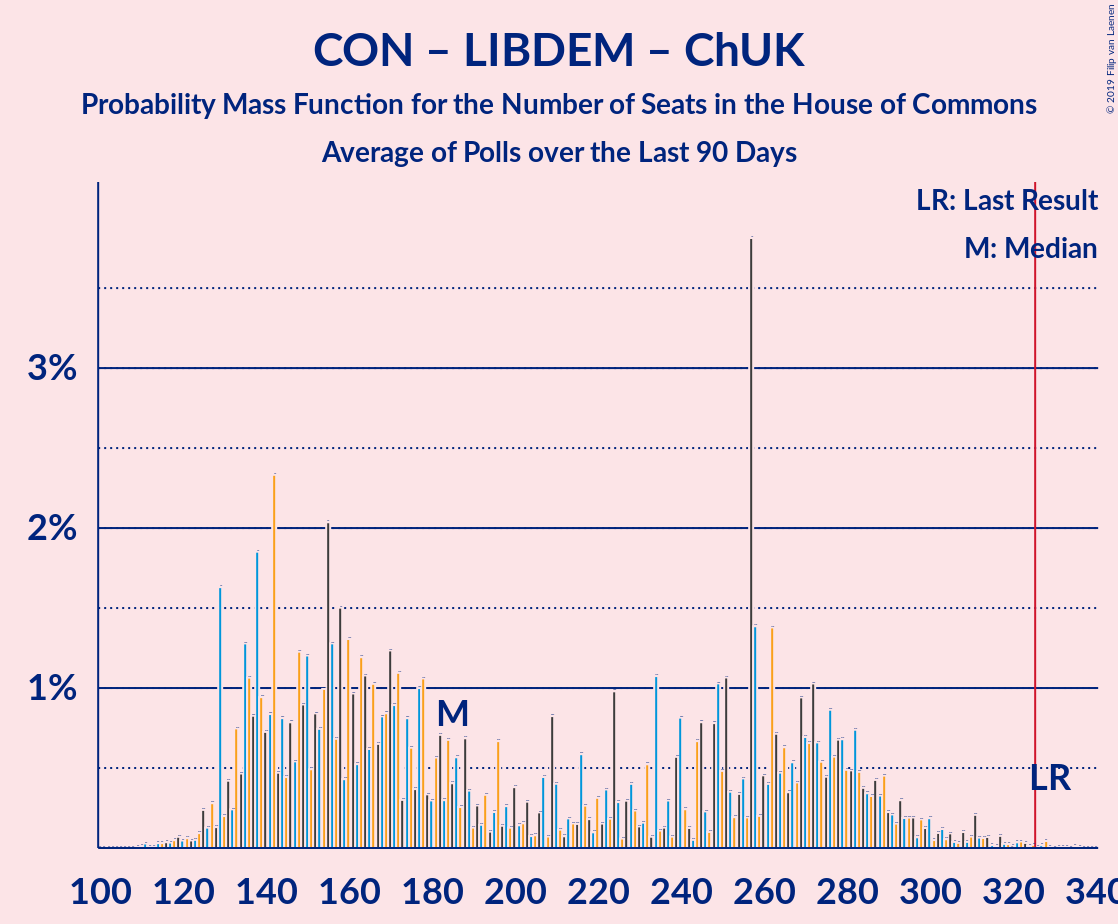 CON – LIBDEM – ChUK
Probability Mass Function for the Number of Seats in the House of Commons
Average of Polls over the Last 90 Days
© 2019 Filip van Laenen
LR: Last Result
M: Median
3%
2%
1%
M
LR
100 120 140 160 180 200 220 240 260 280 300 320 340